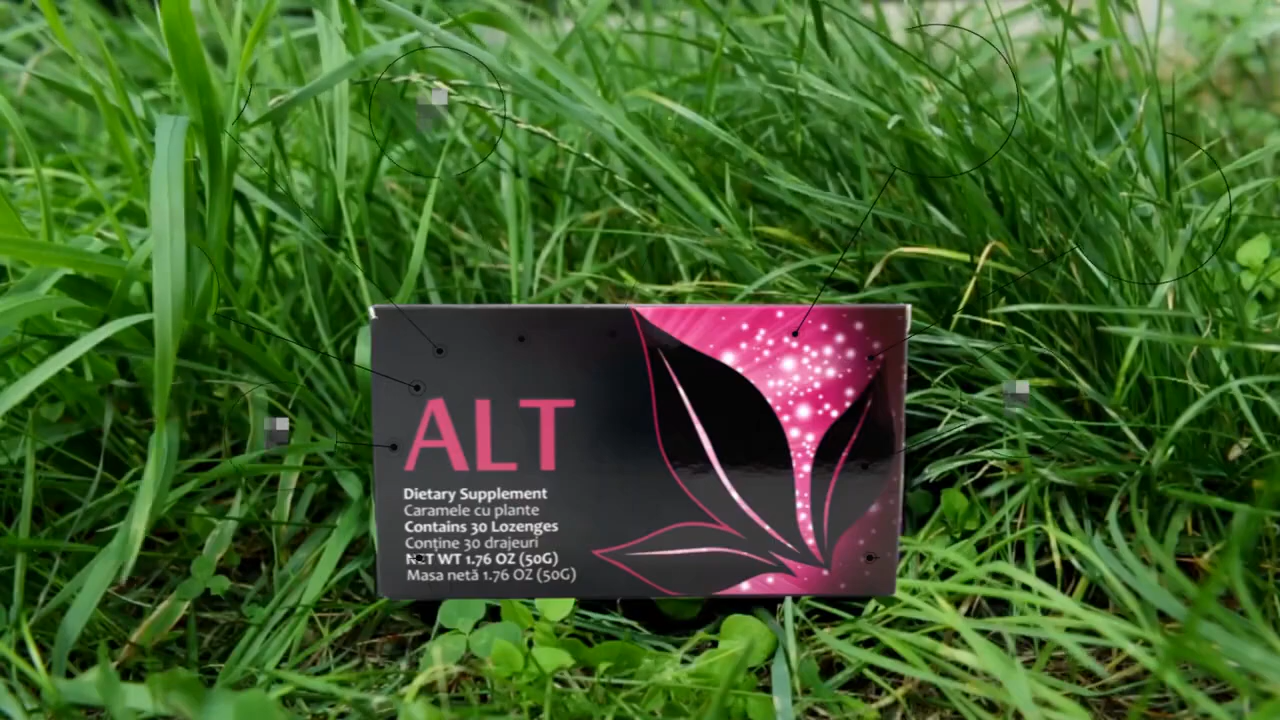 ALT
Dietary Supplement
Caramele cu plante
Contains 30 Lozenges
Conține 30 drajeuri
NET WT 1.76 OZ (50G)
Masa netă 1.76 OZ (50G)